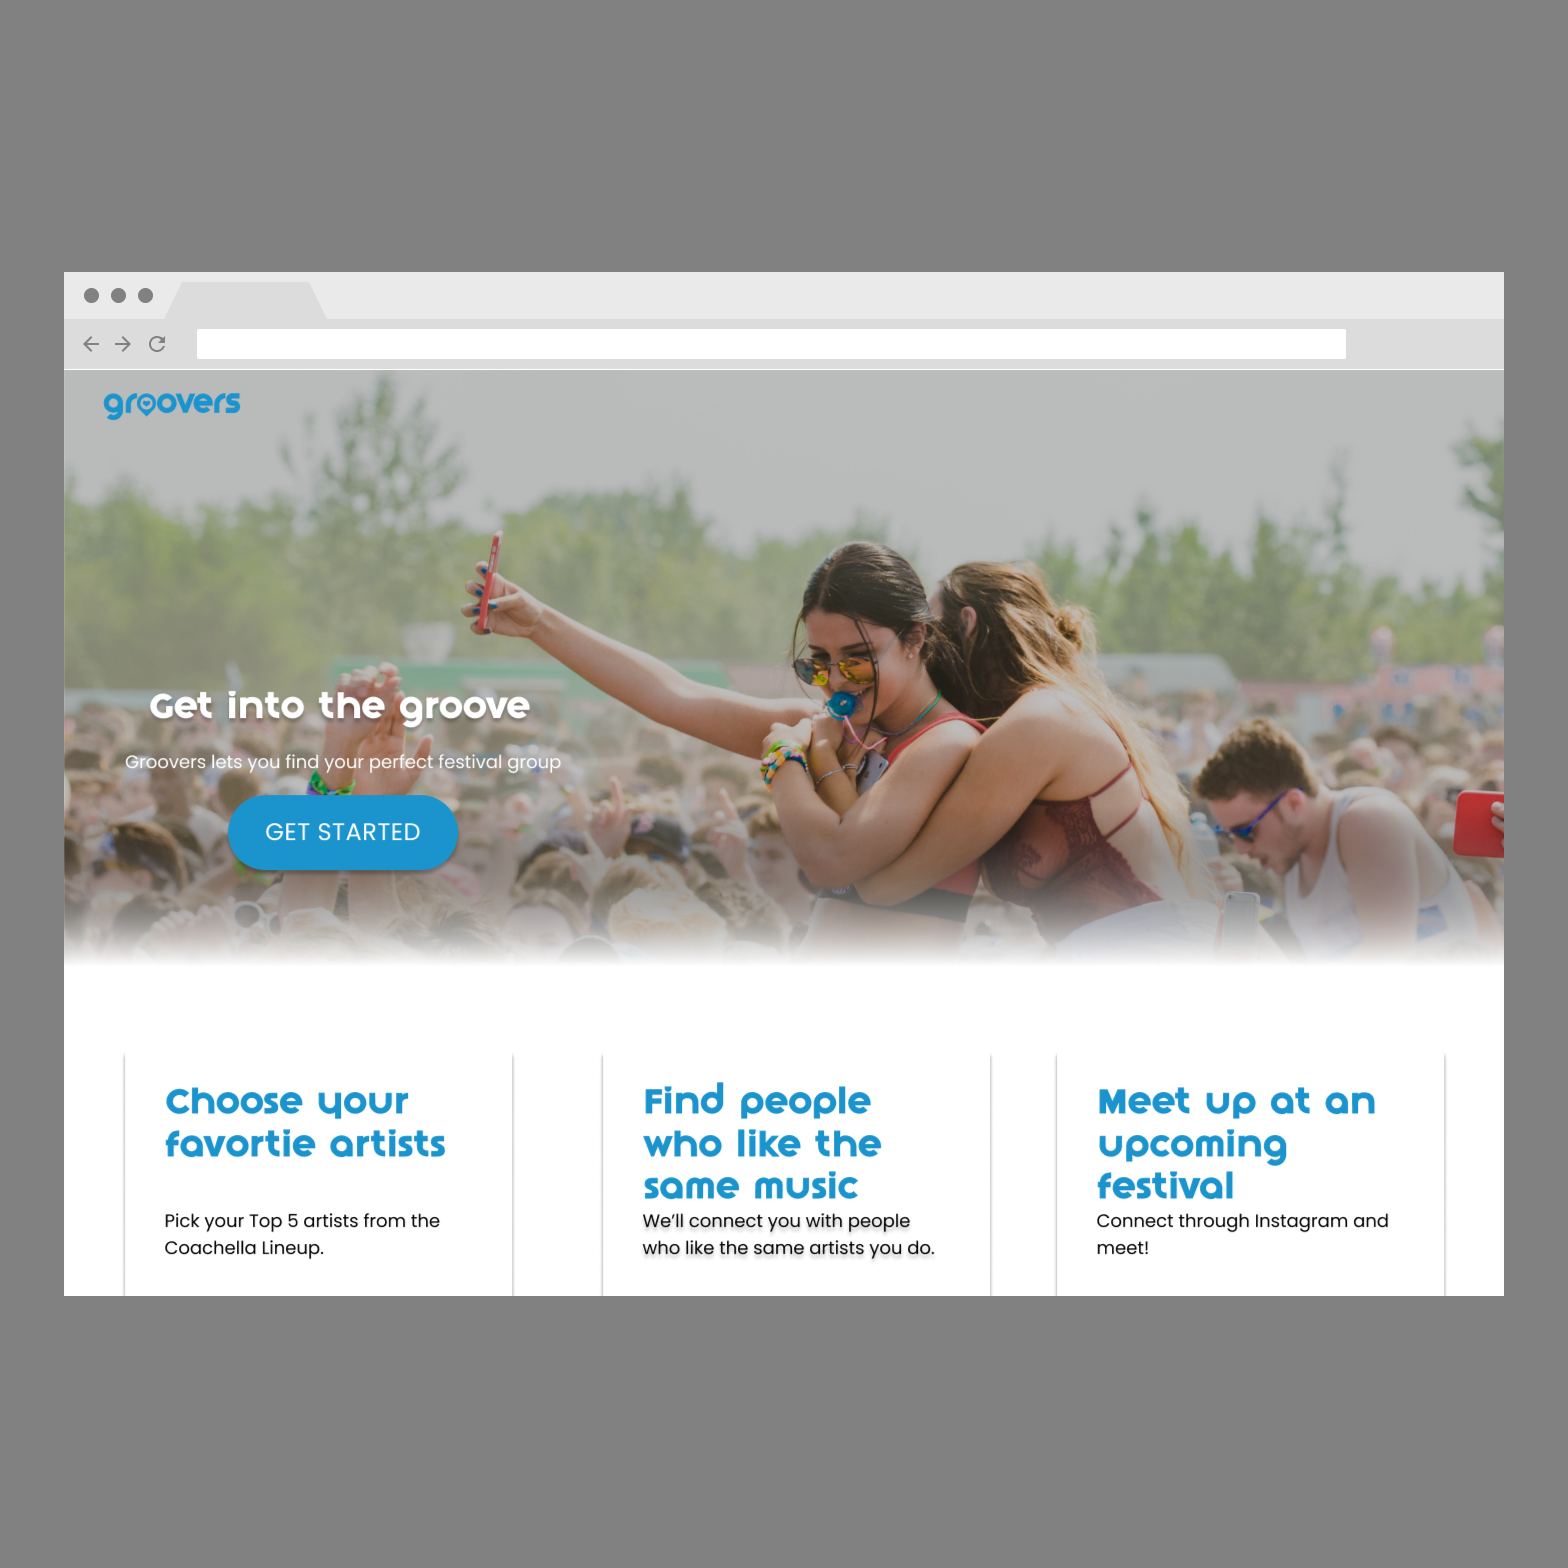 groovers
Get into the groove
Groovers lets you find your perfect festival group
GET STARTED
Choose your
favortie artists
Pick your Top 5 artists from the
Coachella Lineup.
Find people
who like the
same music
We'll connect you with people
who like the same artists you do.
Meet up at an
upcoming
festival
Connect through Instagram and
meet!